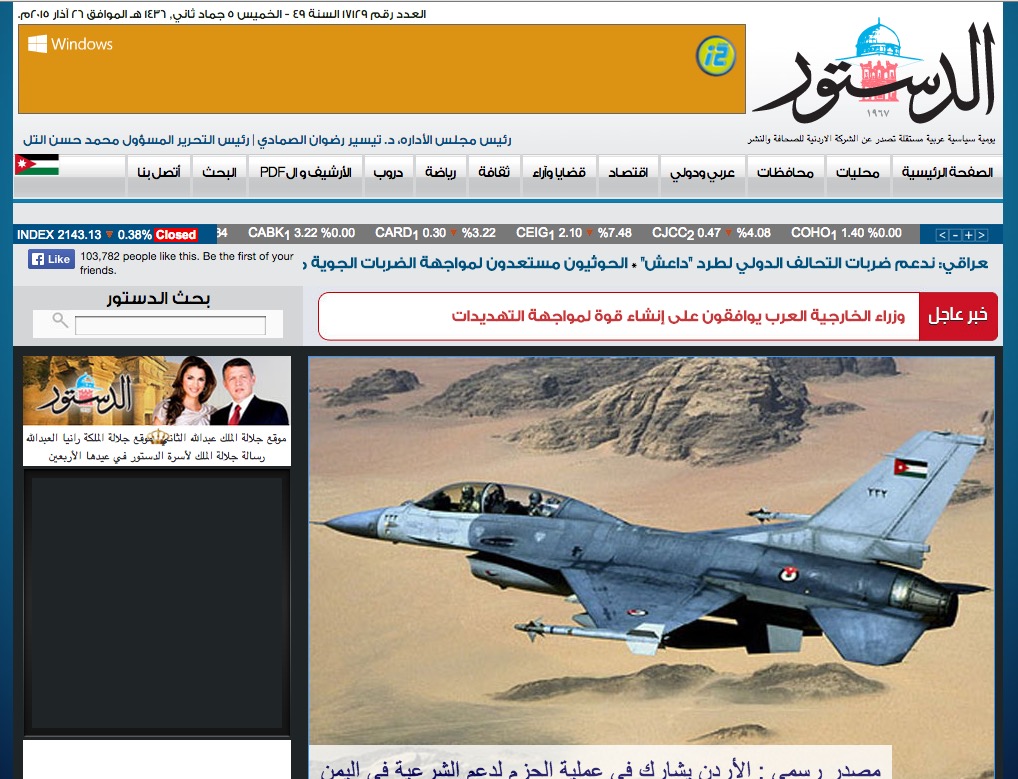 العدد رقم ١٧١٢٩ السنة ٤٩ - الخميس ٥ جماد ثاني, ١٤٣٦ هـ الموافق ٢٦ آذار ٢٠١٥م.
Windows
i2
الدستور
١٩٦٧
يومية سياسية عربية مستقلة تصدر عن الشركة الاردنية للصحافة والنشر
رئيس مجلس الأداره، د. تيسير رضوان الصمادي | رئيس التحرير المسؤول محمد حسن التل
الصفحة الرئيسية محليات محافظات عربي ودولي اقتصاد قضايا وآراء ثقافة رياضة دروب الأرشيف و الPDF البحث أتصل بنا
INDEX 2143.13 ▼ 0.38% Closed 34 CABK1 3.22 %0.00 CARD1 0.30 ▼ %3.22 CEIG1 2.10 ▼ %7.48 CJCC2 0.47 ▼ %4.08 COHO1 1.40 %0.00 < - + >
Like 103,782 people like this. Be the first of your friends.
عراقي: ندعم ضربات التحالف الدولي لطرد "داعش" • الحوثيون مستعدون لمواجهة الضربات الجوية
بحث الدستور
خبر عاجل
وزراء الخارجية العرب يوافقون على إنشاء قوة لمواجهة التهديدات
الدستور
موقع جلالة الملك عبدالله الثاني موقع جلالة الملكة رانيا العبدالله
رسالة جلالة الملك لأسرة الدستور في عيدها الأربعين
٢٣٢
مصدر رسمي : الأردن يشارك في عملية الحزم لدعم الشرعية في اليمن